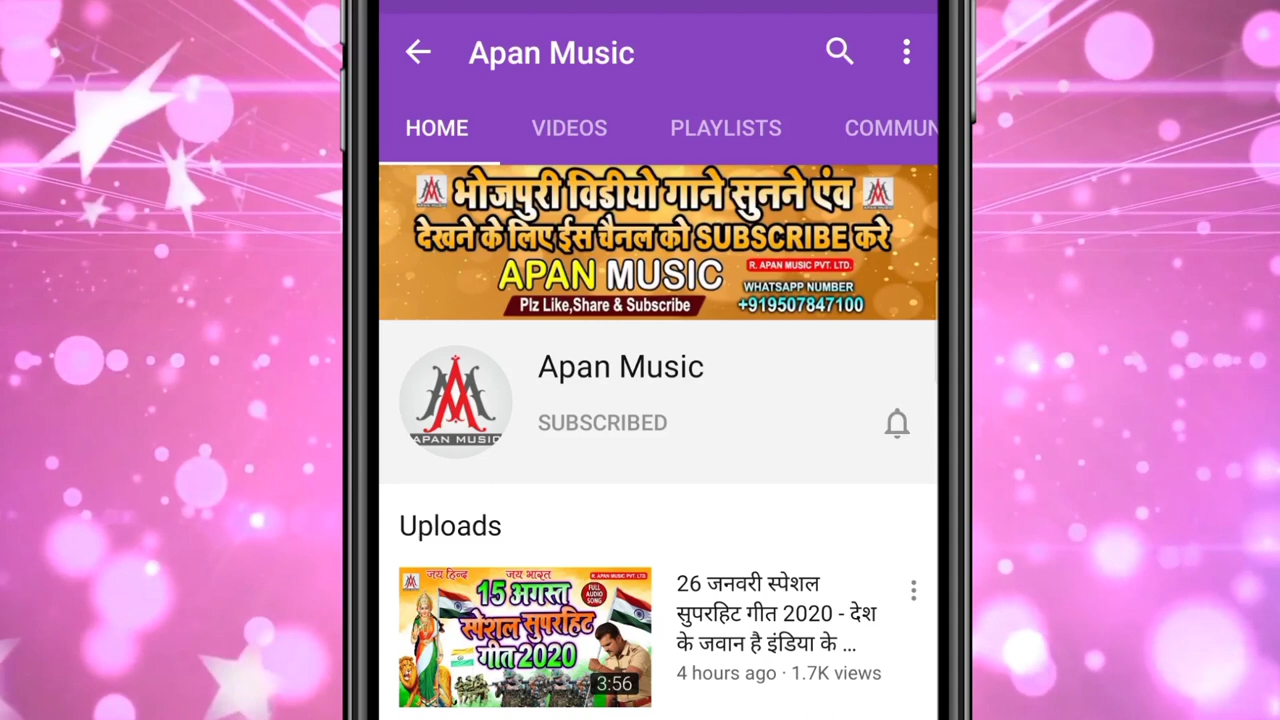 Apan Music
HOME VIDEOS PLAYLISTS COMMUN
भोजपुरी विडीयो गाने सुनने एंव
देखने के लिए ईस चैनल को SUBSCRIBE करे
APAN MUSIC
R. APAN MUSIC PVT. LTD.
WHATSAPP NUMBER
Plz Like,Share & Subscribe
+919507847100
Apan Music
SUBSCRIBED
APAN MUSIC
Uploads
जय हिन्द जय भारत
R. APAN MUSIC PVT. LTD
15 अगस्त
FULL AUDIO SONG
स्पेशल सुपरहिट
गीत 2020
3:56
26 जनवरी स्पेशल
सुपरहिट गीत 2020 - देश
के जवान है इंडिया के ...
4 hours ago · 1.7K views